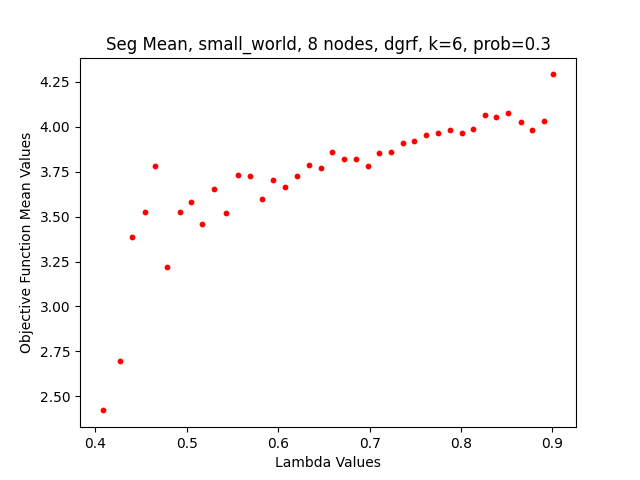 Seg Mean, small_world, 8 nodes, dgrf, k=6, prob=0.3
Objective Function Mean Values
4.25
4.00
3.75
3.50
3.25
3.00
2.75
2.50
0.4 0.5 0.6 0.7 0.8 0.9
Lambda Values